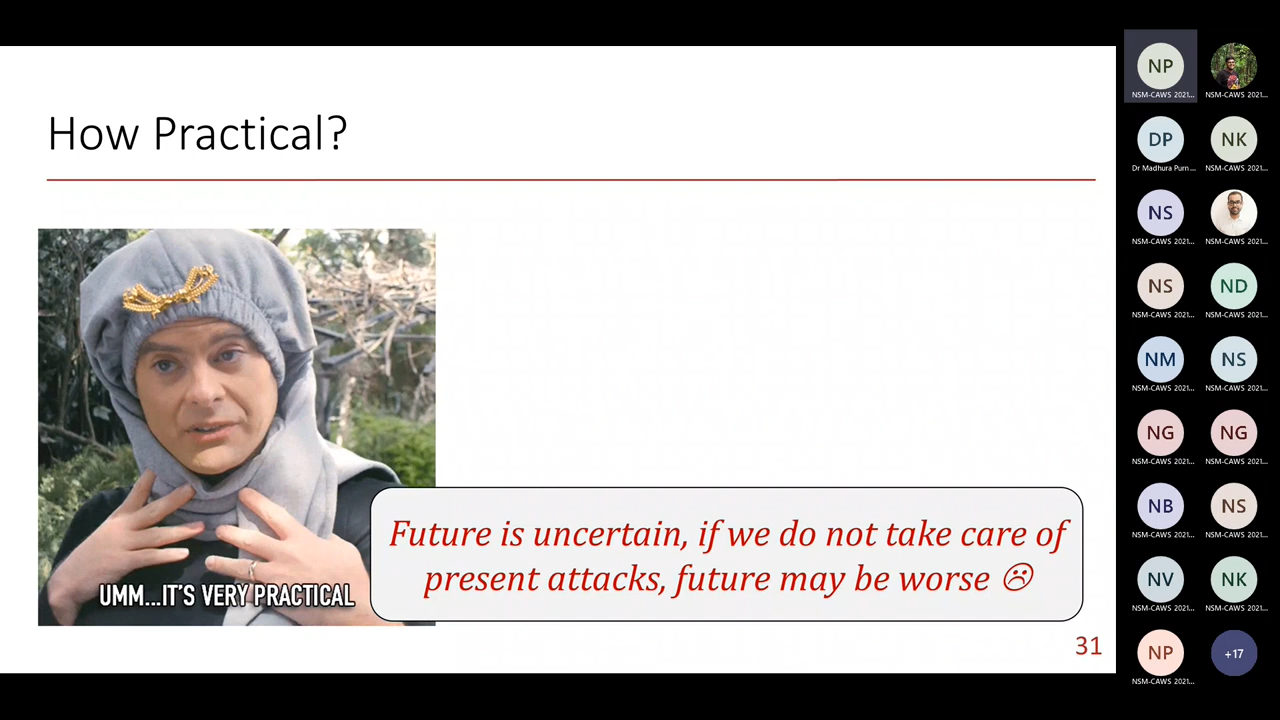 How Practical?
UMM...IT'S VERY PRACTICAL
Future is uncertain, if we do not take care of
present attacks, future may be worse ☹
31
NP
NSM-CAWS 2021...
NSM-CAWS 2021...
DP
Dr Madhura Purn...
NK
NSM-CAWS 2021...
NS
NSM-CAWS 2021...
NSM-CAWS 2021...
NS
NSM-CAWS 2021...
ND
NSM-CAWS 2021...
NM
NSM-CAWS 2021...
NS
NSM-CAWS 2021...
NG
NSM-CAWS 2021...
NG
NSM-CAWS 2021...
NB
NSM-CAWS 2021...
NS
NSM-CAWS 2021...
NV
NSM-CAWS 2021...
NK
NSM-CAWS 2021...
NP
NSM-CAWS 2021...
+17